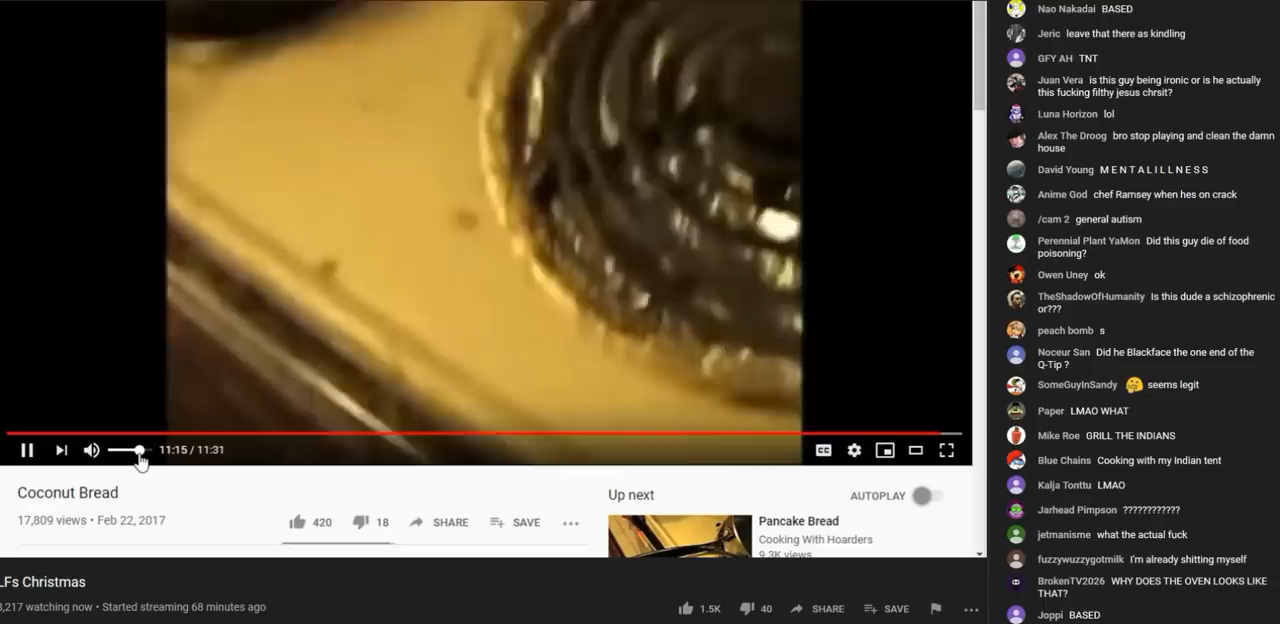 11:15 / 11:31
CC
Coconut Bread
17,809 views • Feb 22, 2017
420
18
SHARE
SAVE
Up next
AUTOPLAY
Pancake Bread
Cooking With Hoarders
9.3K views
LFs Christmas
3,217 watching now • Started streaming 68 minutes ago
1.5K
40
SHARE
SAVE
Nao Nakadai BASED
Jeric leave that there as kindling
GFY AH TNT
Juan Vera is this guy being ironic or is he actually
this fucking filthy jesus chrsit?
Luna Horizon lol
Alex The Droog bro stop playing and clean the damn
house
David Young M E N T A L I L L N E S S
Anime God chef Ramsey when hes on crack
/cam 2 general autism
Perennial Plant YaMon Did this guy die of food
poisoning?
Owen Uney ok
TheShadowOfHumanity Is this dude a schizophrenic
or???
peach bomb s
Noceur San Did he Blackface the one end of the
Q-Tip ?
SomeGuyInSandy 🤔 seems legit
Paper LMAO WHAT
Mike Roe GRILL THE INDIANS
Blue Chains Cooking with my Indian tent
Kalja Tonttu LMAO
Jarhead Pimpson ????????????
jetmanisme what the actual fuck
fuzzywuzzygotmilk I'm already shitting myself
BrokenTV2026 WHY DOES THE OVEN LOOKS LIKE
THAT?
Joppi BASED